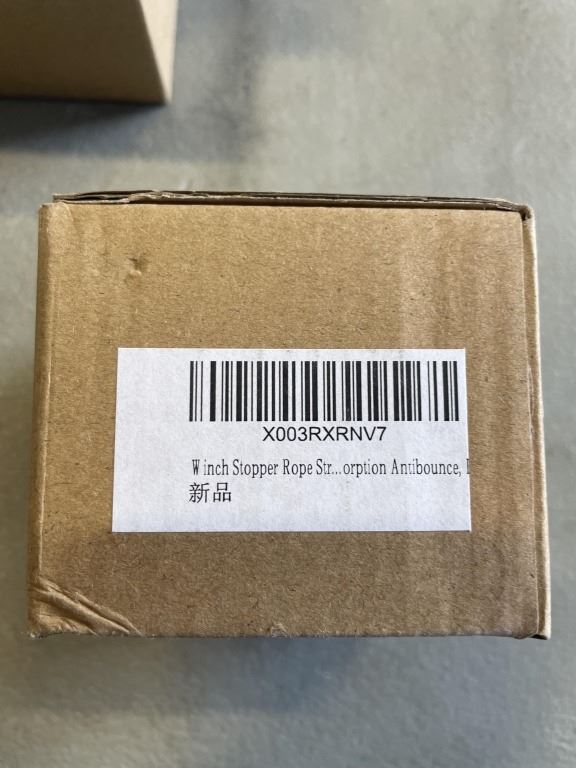 X003RXRNV7
Winch Stopper Rope Str...orption Antibounce,
新品